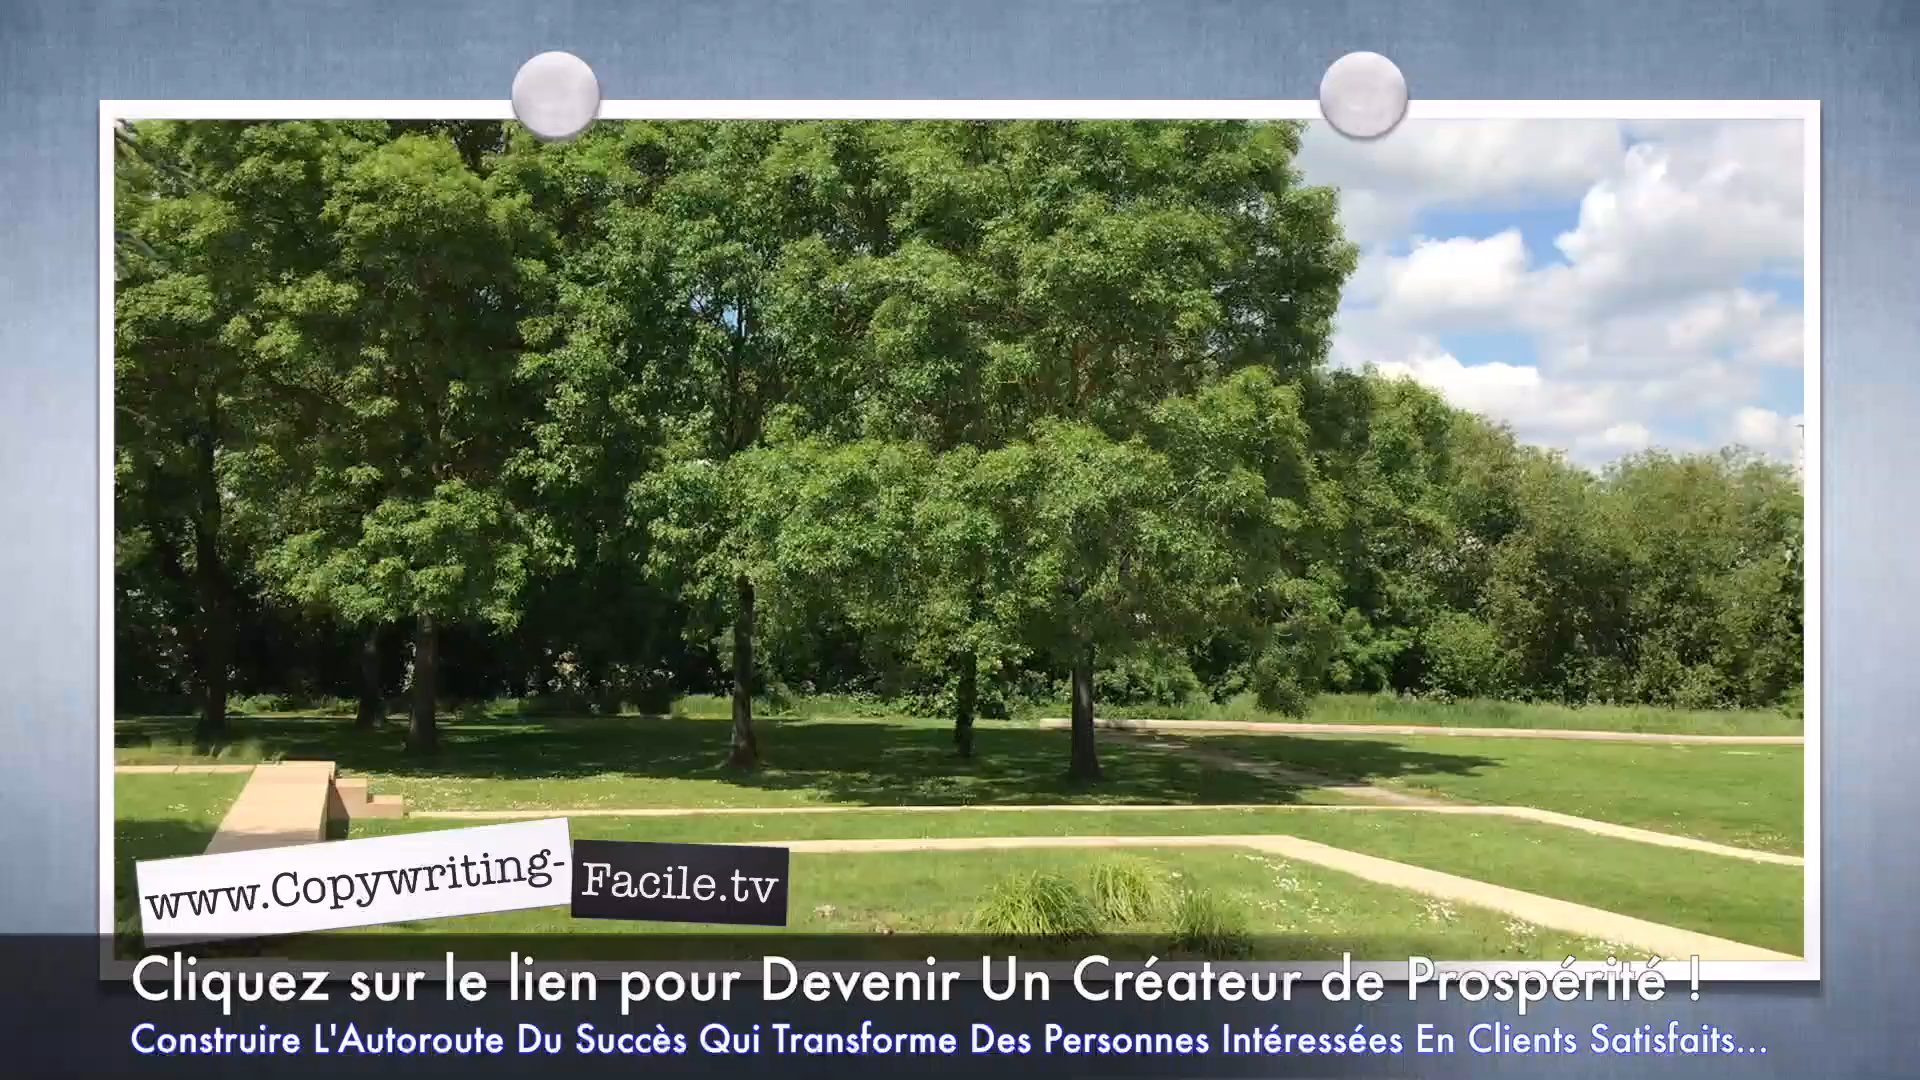 www.Copywriting-Facile.tv
Cliquez sur le lien pour Devenir Un Créateur de Prospérité !
Construire L'Autoroute Du Succès Qui Transforme Des Personnes Intéressées En Clients Satisfaits...